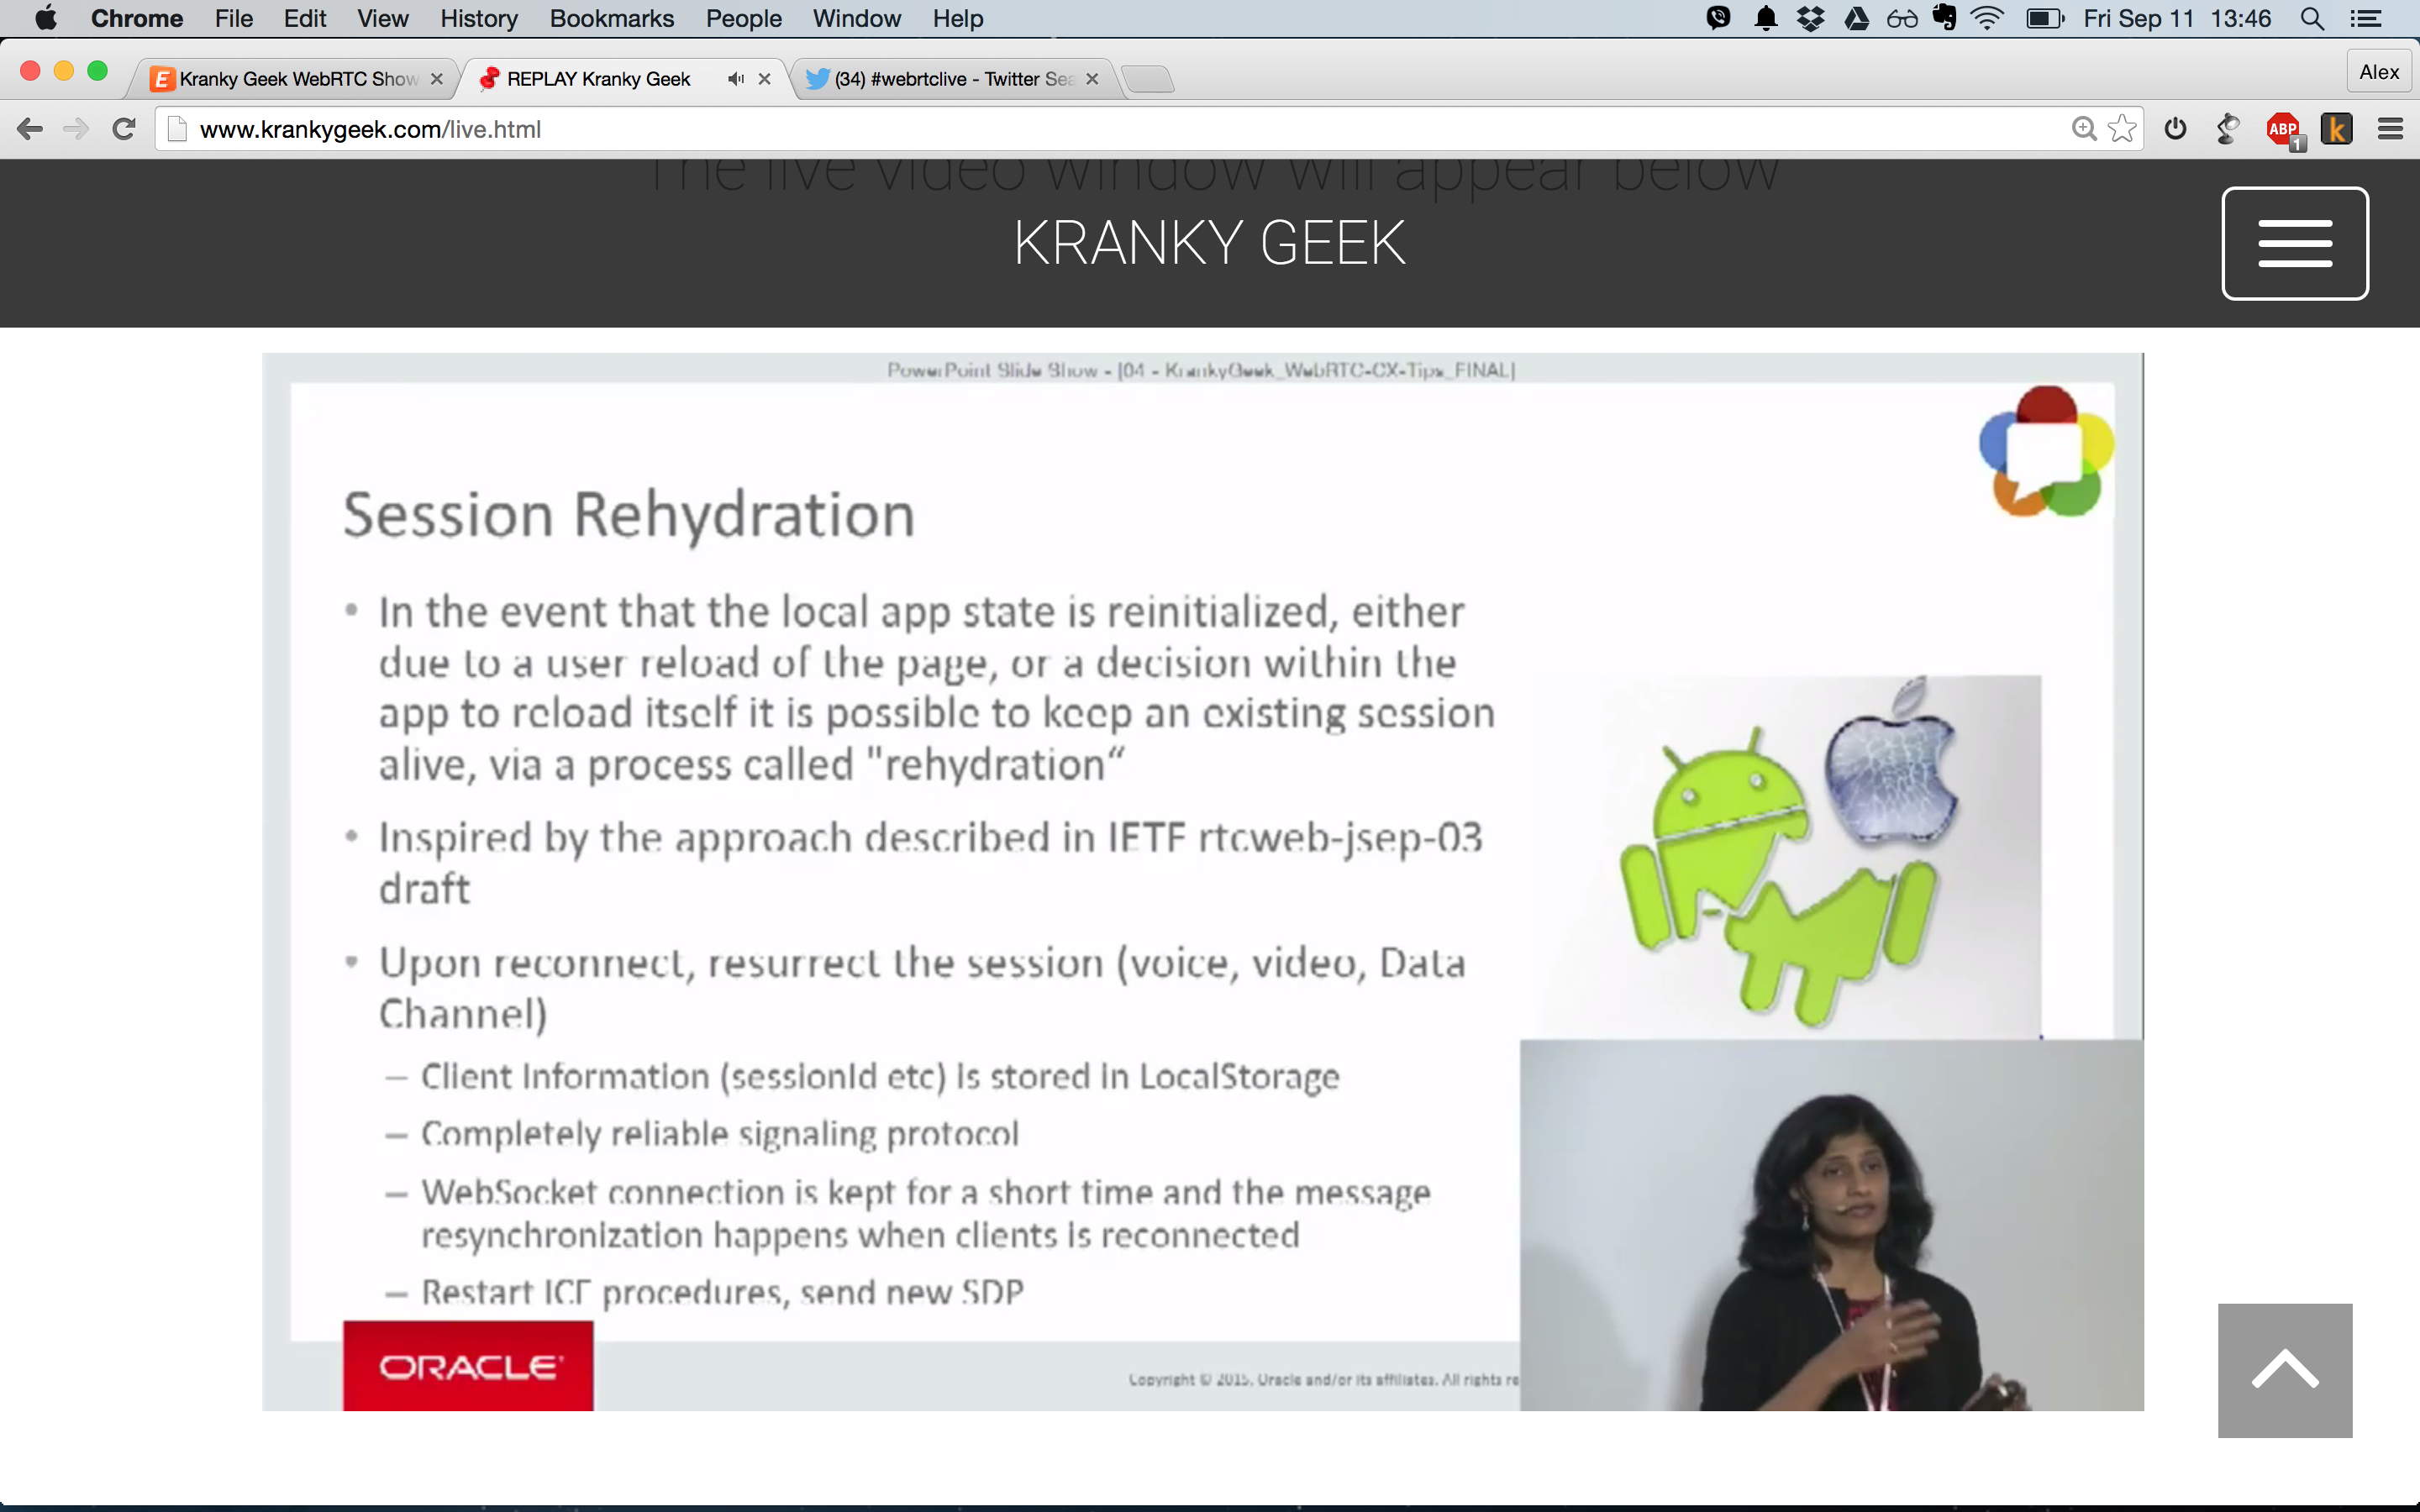 Chrome File Edit View History Bookmarks People Window Help Fri Sep 11 13:46
E Kranky Geek WebRTC Show REPLAY Kranky Geek (34) #webrtclive - Twitter Sea Alex
www.krankygeek.com/live.html ABP 1 k
The live video window will appear below
KRANKY GEEK
PowerPoint Slide Show - [04 - KrankyGeek_WebRTC-CX-Tips_FINAL]
Session Rehydration
• In the event that the local app state is reinitialized, either
due to a user reload of the page, or a decision within the
app to reload itself it is possible to keep an existing session
alive, via a process called "rehydration“
• Inspired by the approach described in IETF rtcweb-jsep-03
draft
• Upon reconnect, resurrect the session (voice, video, Data
Channel)
– Client Information (sessionId etc) is stored in LocalStorage
– Completely reliable signaling protocol
– WebSocket connection is kept for a short time and the message
resynchronization happens when clients is reconnected
– Restart ICE procedures, send new SDP
ORACLE
Copyright © 2015, Oracle and/or its affiliates. All rights re